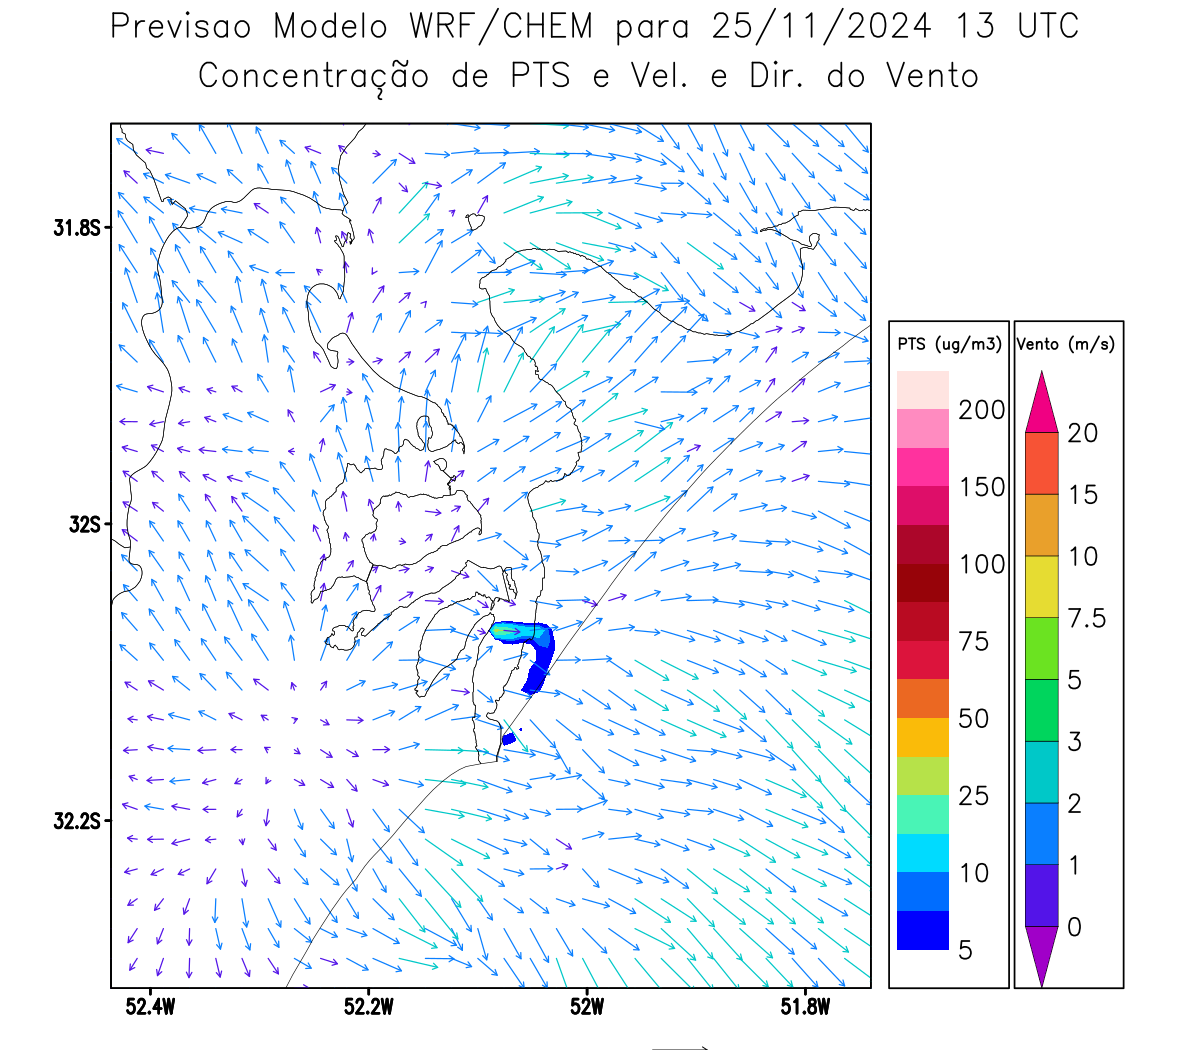 Previsao Modelo WRF/CHEM para 25/11/2024 13 UTC
Concentração de PTS e Vel. e Dir. do Vento
31.8S
32S
32.2S
52.4W
52.2W
52W
51.8W
PTS (ug/m3)
200
150
100
75
50
25
10
5
Vento (m/s)
20
15
10
7.5
5
3
2
1
0